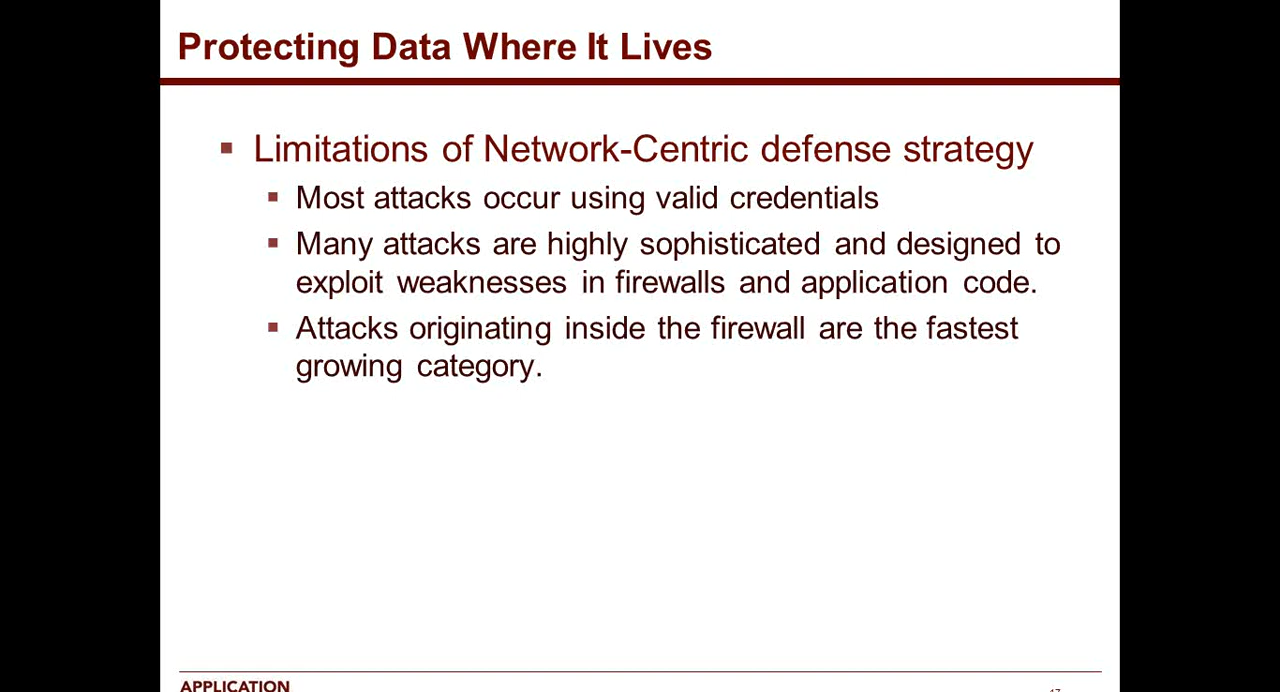 Protecting Data Where It Lives
Limitations of Network-Centric defense strategy
Most attacks occur using valid credentials
Many attacks are highly sophisticated and designed to
exploit weaknesses in firewalls and application code.
Attacks originating inside the firewall are the fastest
growing category.
APPLICATION